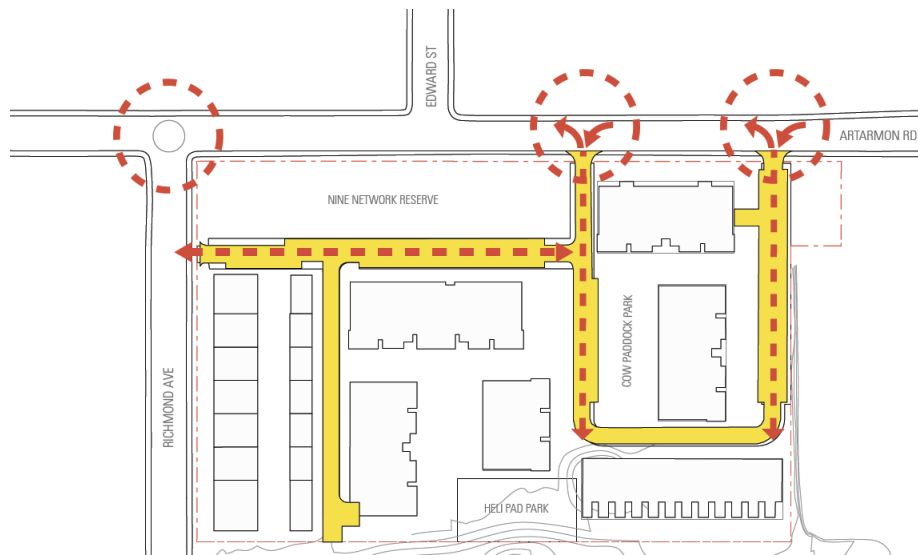 EDWARD ST
ARTARMON RD
NINE NETWORK RESERVE
COW PADDOCK PARK
RICHMOND AVE
HELI PAD PARK